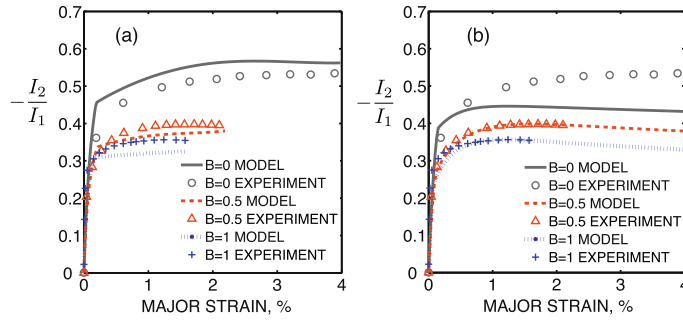 (a)
0.7
0.6
0.5
0.4
0.3
0.2
0.1
0
-I2/I1
B=0 MODEL
B=0 EXPERIMENT
B=0.5 MODEL
B=0.5 EXPERIMENT
B=1 MODEL
B=1 EXPERIMENT
0 1 2 3 4
MAJOR STRAIN, %
(b)
0.7
0.6
0.5
0.4
0.3
0.2
0.1
0
-I2/I1
B=0 MODEL
B=0 EXPERIMENT
B=0.5 MODEL
B=0.5 EXPERIMENT
B=1 MODEL
B=1 EXPERIMENT
0 1 2 3 4
MAJOR STRAIN, %